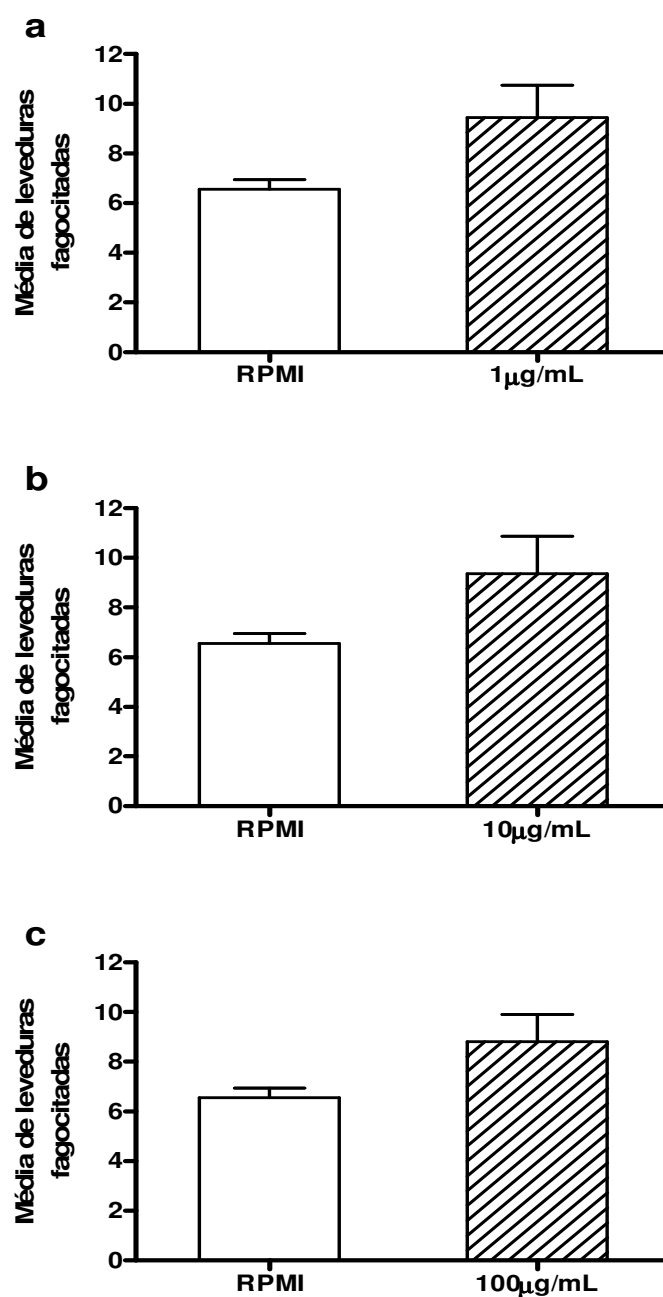 a
Média de leveduras
fagocitadas
12
10
8
6
4
2
0
RPMI
1µg/mL
b
Média de leveduras
fagocitadas
12
10
8
6
4
2
0
RPMI
10µg/mL
c
Média de leveduras
fagocitadas
12
10
8
6
4
2
0
RPMI
100µg/mL